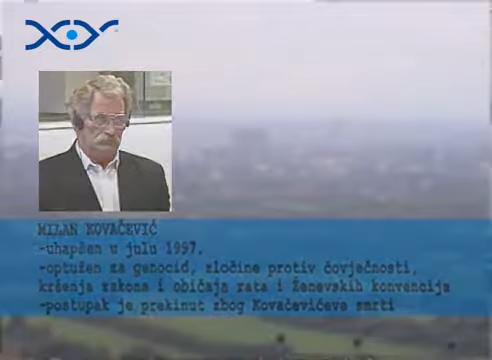 MILAN KOVAČEVIĆ
-uhapšen u julu 1997.
-optužen za genocid, zločine protiv čovječnosti,
kršenja zakona i običaja rata i Ženevskih konvencija
-postupak je prekinut zbog Kovačevićeve smrti